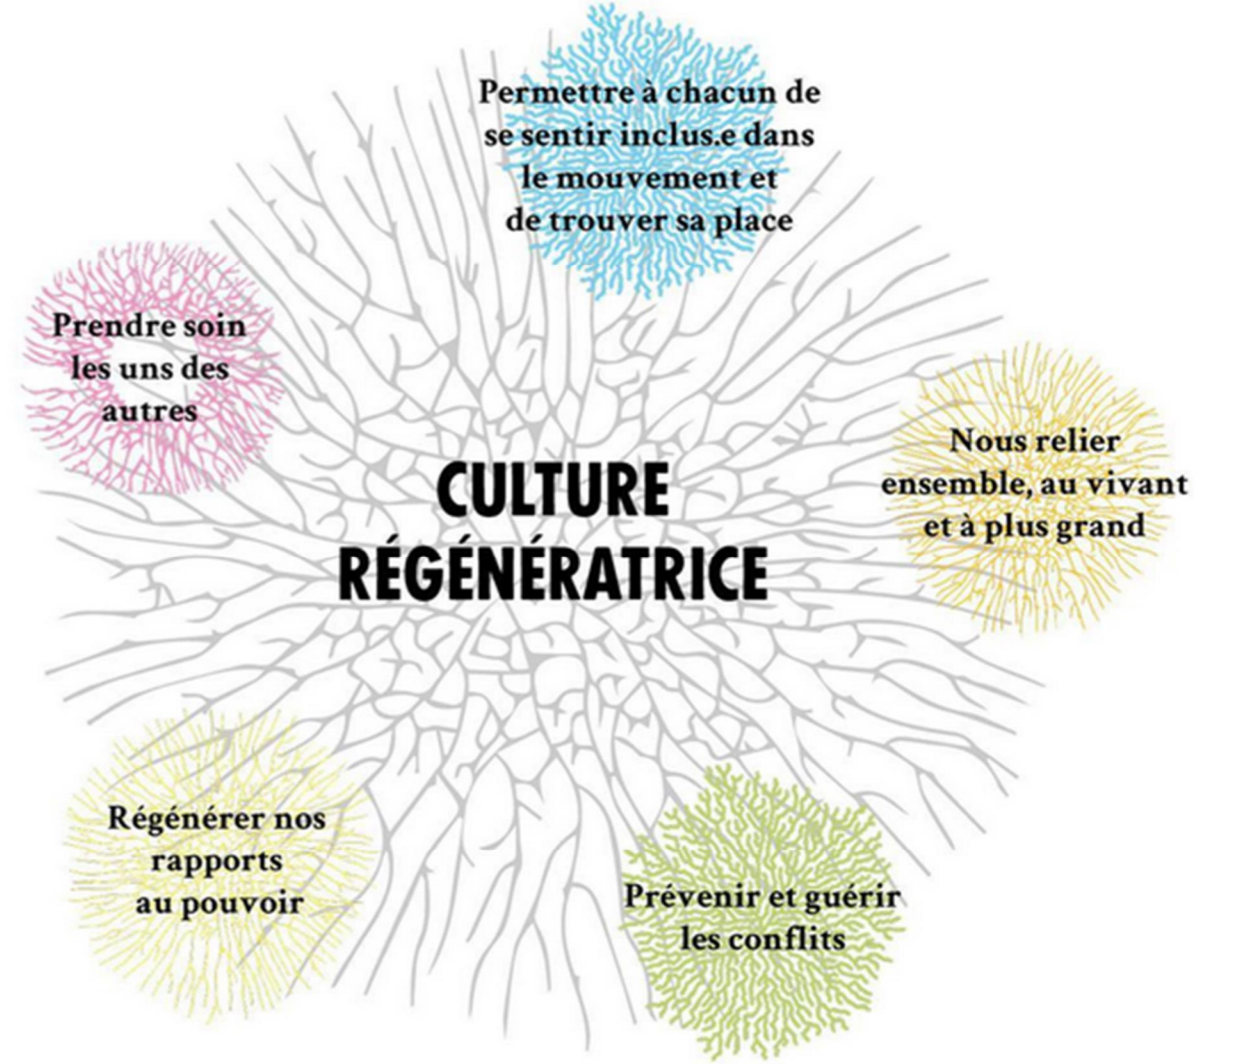 Permettre à chacun de
se sentir inclus.e dans
le mouvement et
de trouver sa place
Prendre soin
les uns des
autres
Nous relier
ensemble, au vivant
et à plus grand
CULTURE
RÉGÉNÉRATRICE
Régénérer nos
rapports
au pouvoir
Prévenir et guérir
les conflits